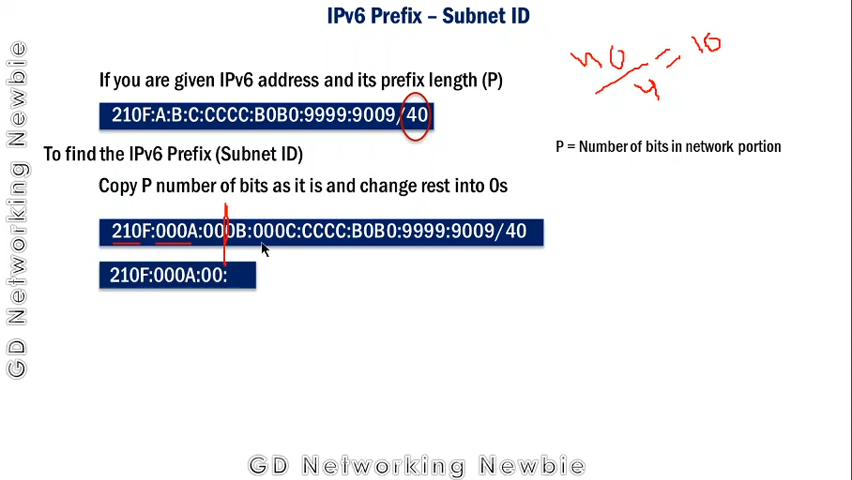 IPv6 Prefix – Subnet ID
40/4 = 10
If you are given IPv6 address and its prefix length (P)
210F:A:B:C:CCCC:B0B0:9999:9009/40
P = Number of bits in network portion
To find the IPv6 Prefix (Subnet ID)
Copy P number of bits as it is and change rest into 0s
210F:000A:000B:000C:CCCC:B0B0:9999:9009/40
210F:000A:00:
GD Networking Newbie
GD Networking Newbie